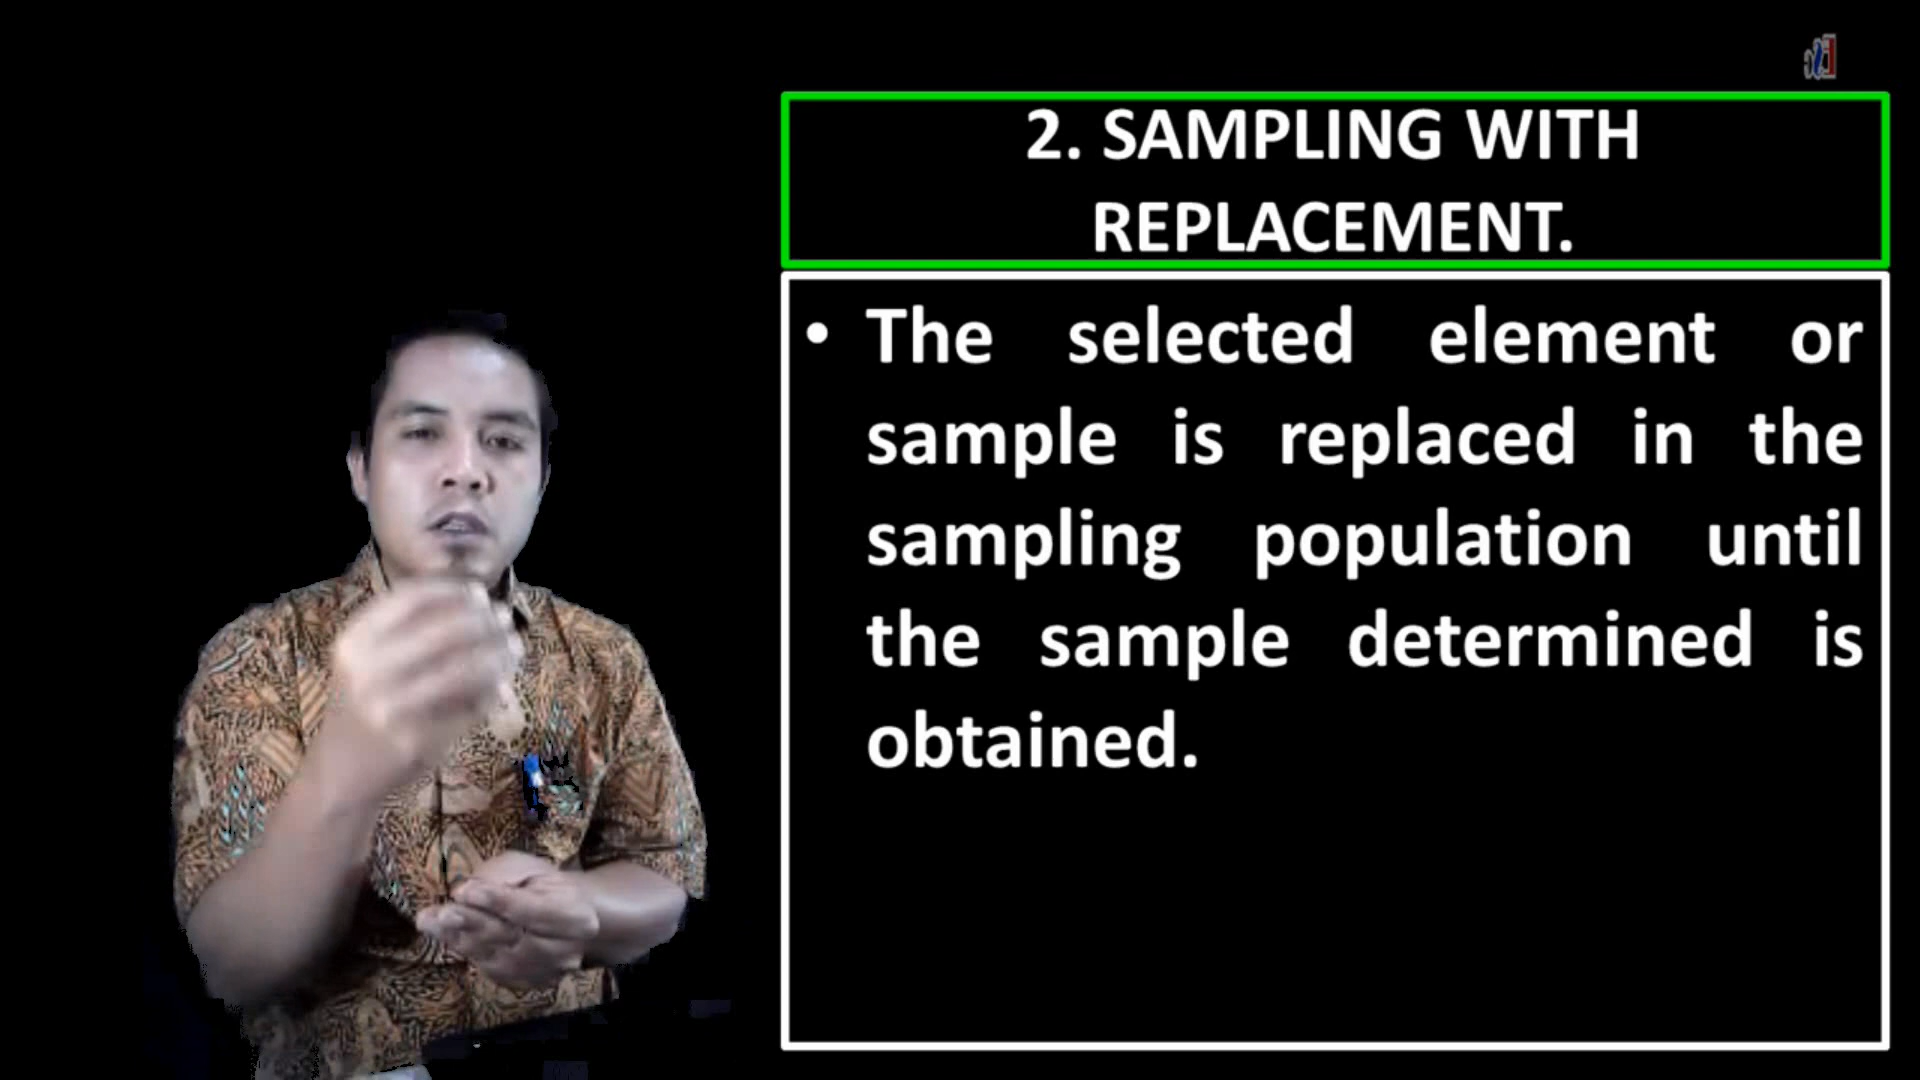 2. SAMPLING WITH
REPLACEMENT.
• The selected element or
sample is replaced in the
sampling population until
the sample determined is
obtained.